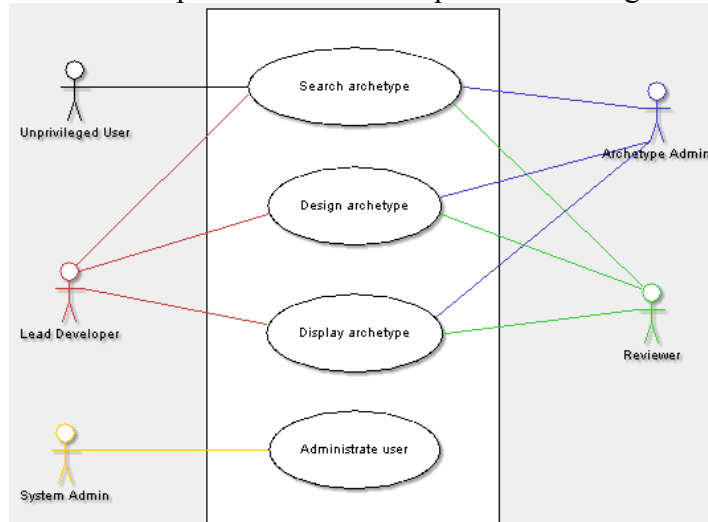 Search archetype
Unprivileged User
Archetype Admin
Design archetype
Lead Developer
Display archetype
Reviewer
Administrate user
System Admin